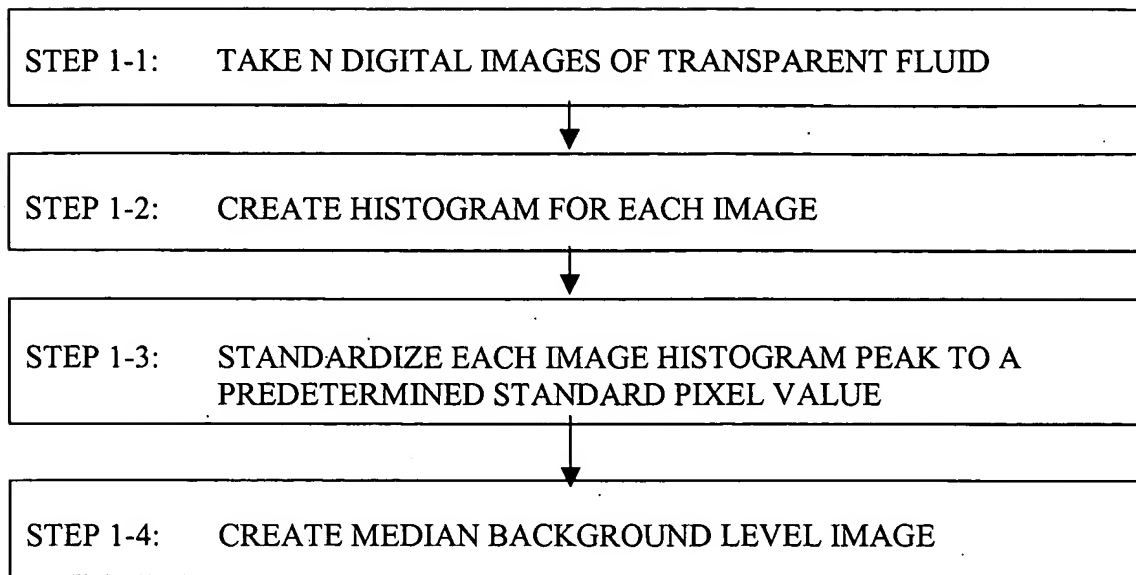 STEP 1-1: TAKE N DIGITAL IMAGES OF TRANSPARENT FLUID
STEP 1-2: CREATE HISTOGRAM FOR EACH IMAGE
STEP 1-3: STANDARDIZE EACH IMAGE HISTOGRAM PEAK TO A
PREDETERMINED STANDARD PIXEL VALUE
STEP 1-4: CREATE MEDIAN BACKGROUND LEVEL IMAGE